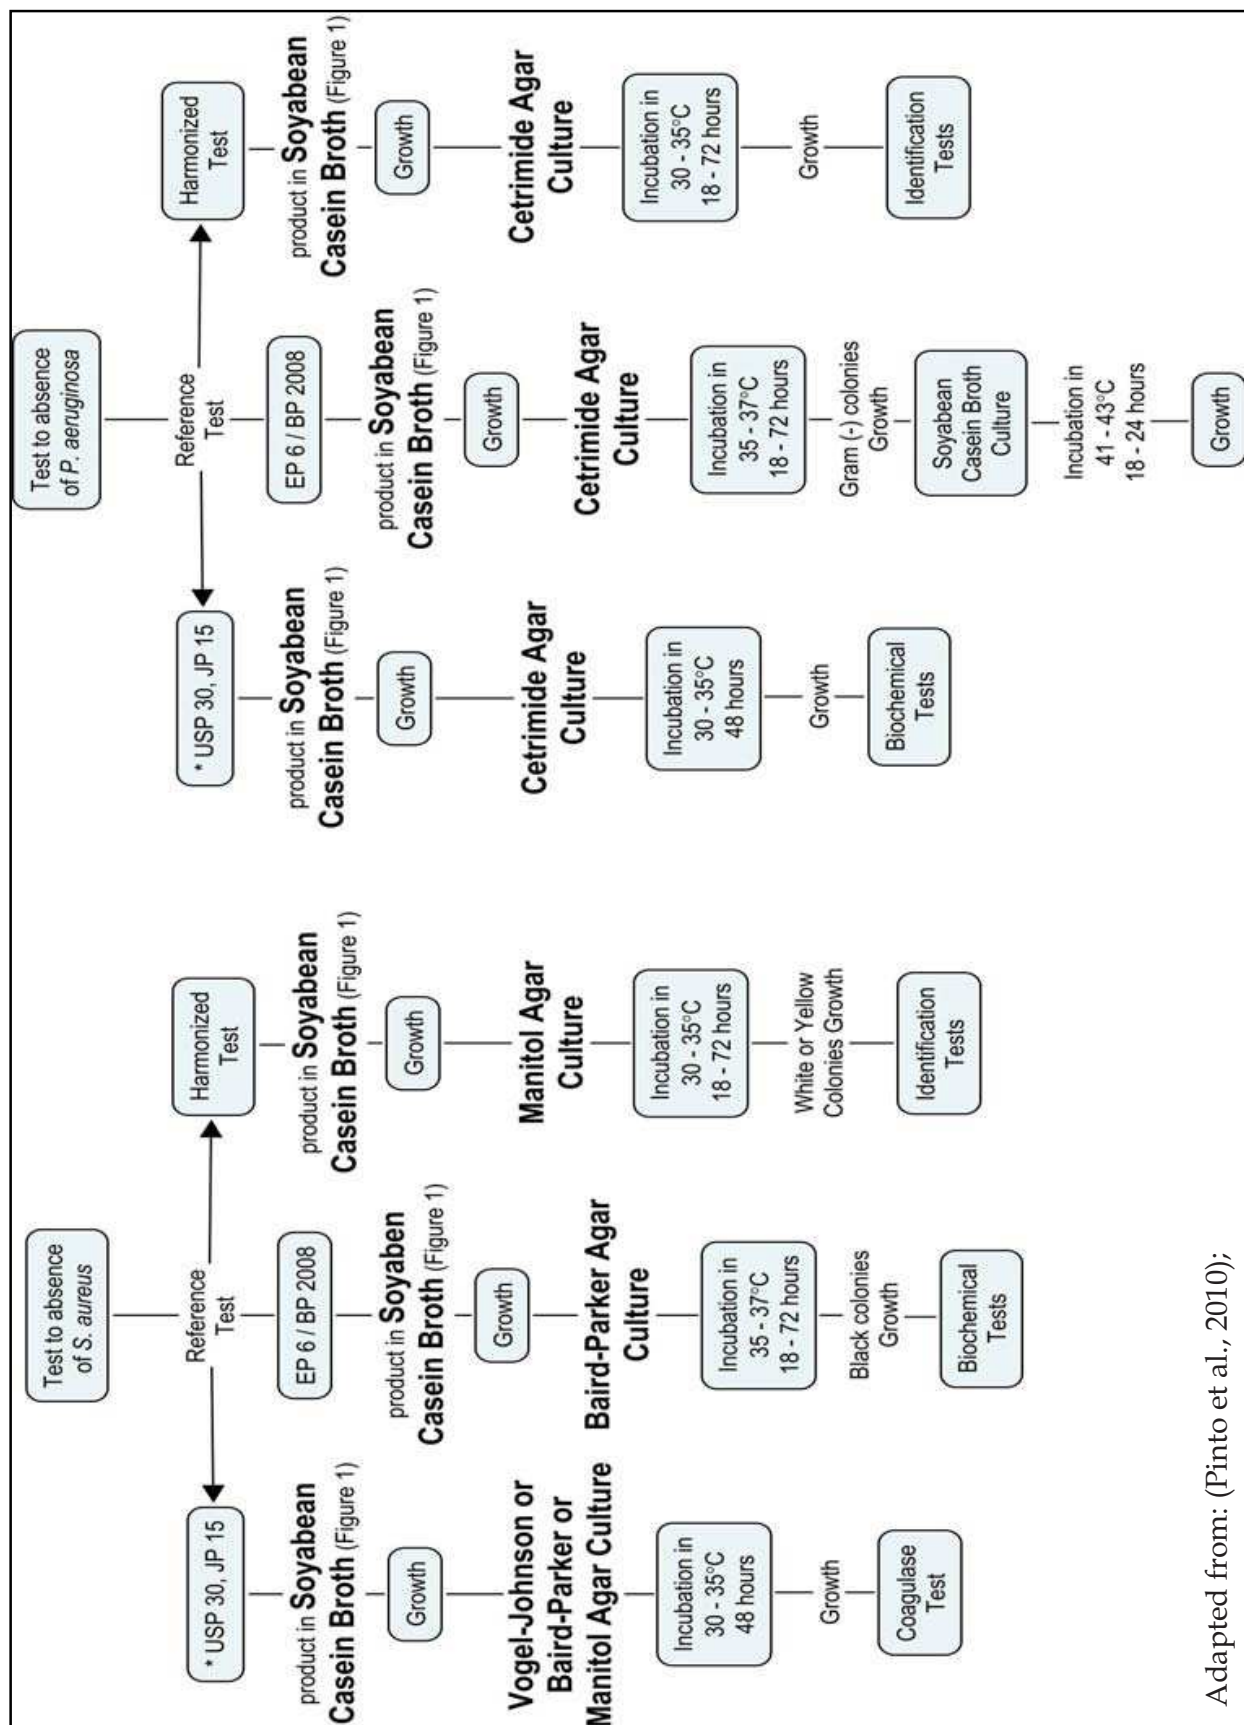 Test to absence
of S. aureus
Reference
Test
* USP 30, JP 15
product in Soyabean
Casein Broth (Figure 1)
Growth
Vogel-Johnson or
Baird-Parker or
Manitol Agar Culture
Incubation in
30 - 35°C
48 hours
Growth
Coagulase
Test
EP 6 / BP 2008
product in Soyaben
Casein Broth (Figure 1)
Growth
Baird-Parker Agar
Culture
Incubation in
35 - 37°C
18 - 72 hours
Black colonies
Growth
Biochemical
Tests
Harmonized
Test
product in Soyabean
Casein Broth (Figure 1)
Growth
Manitol Agar
Culture
Incubation in
30 - 35°C
18 - 72 hours
White or Yellow
Colonies Growth
Identification
Tests
Test to absence
of P. aeruginosa
Reference
Test
* USP 30, JP 15
product in Soyabean
Casein Broth (Figure 1)
Growth
Cetrimide Agar
Culture
Incubation in
30 - 35°C
48 hours
Growth
Biochemical
Tests
EP 6 / BP 2008
product in Soyabean
Casein Broth (Figure 1)
Growth
Cetrimide Agar
Culture
Incubation in
35 - 37°C
18 - 72 hours
Gram (-) colonies
Growth
Soyabean
Casein Broth
Culture
Incubation in
41 - 43°C
18 - 24 hours
Growth
Harmonized
Test
product in Soyabean
Casein Broth (Figure 1)
Growth
Cetrimide Agar
Culture
Incubation in
30 - 35°C
18 - 72 hours
Growth
Identification
Tests
Adapted from: (Pinto et al., 2010);